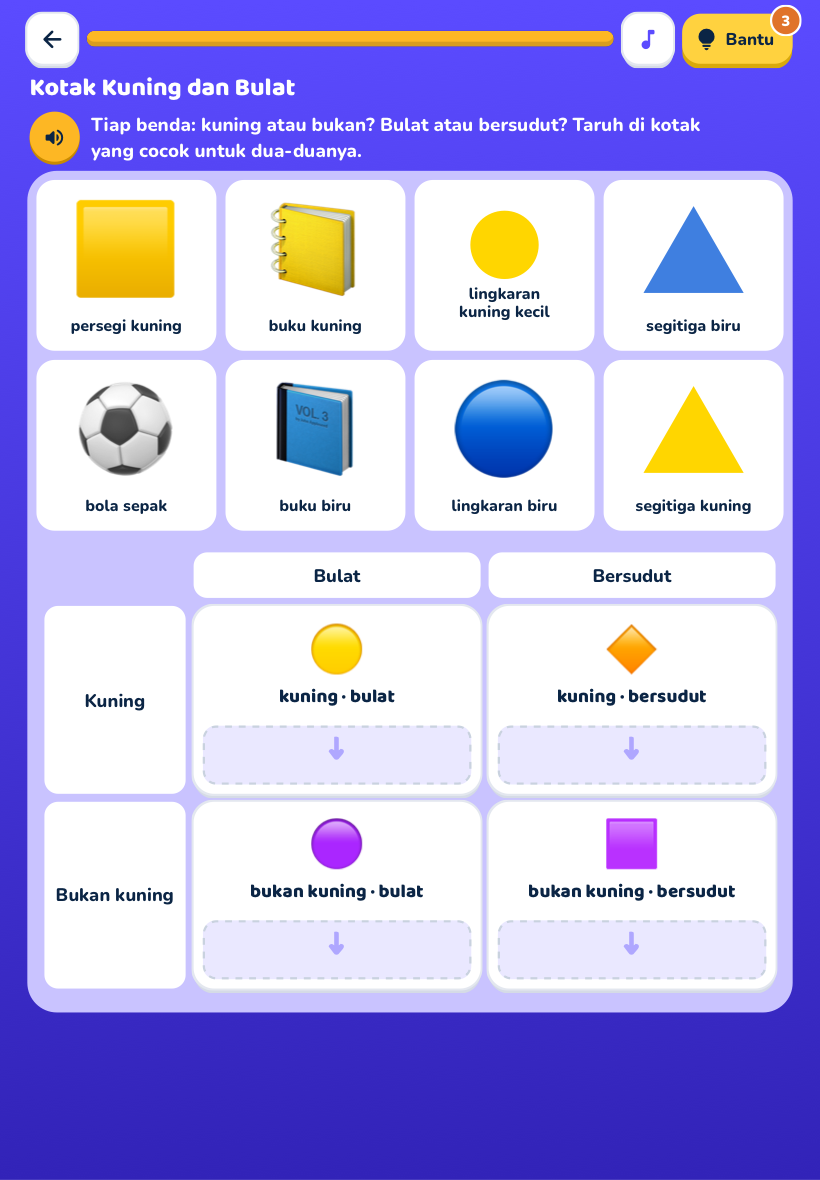 3
Bantu
Kotak Kuning dan Bulat
Tiap benda: kuning atau bukan? Bulat atau bersudut? Taruh di kotak
yang cocok untuk dua-duanya.
persegi kuning
buku kuning
lingkaran
kuning kecil
segitiga biru
VOL. 3
bola sepak
buku biru
lingkaran biru
segitiga kuning
Bulat
Bersudut
Kuning
kuning · bulat
kuning · bersudut
Bukan kuning
bukan kuning · bulat
bukan kuning · bersudut